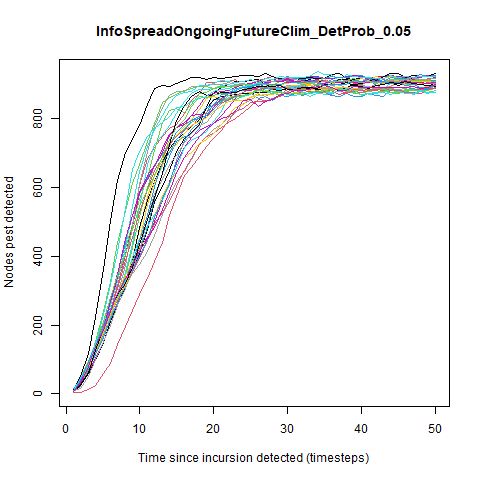 InfoSpreadOngoingFutureClim_DetProb_0.05
Nodes pest detected
800
600
400
200
0
0 10 20 30 40 50
Time since incursion detected (timesteps)